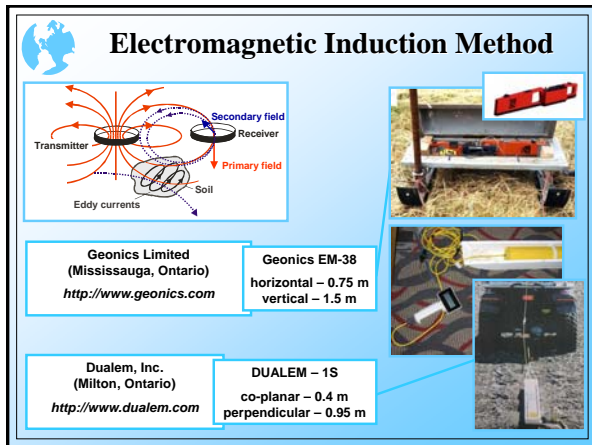 Electromagnetic Induction Method
Secondary field
Transmitter
Receiver
Primary field
Soil
Eddy currents
Geonics Limited
(Mississauga, Ontario)
http://www.geonics.com
Geonics EM-38
horizontal – 0.75 m
vertical – 1.5 m
Dualem, Inc.
(Milton, Ontario)
http://www.dualem.com
DUALEM – 1S
co-planar – 0.4 m
perpendicular – 0.95 m